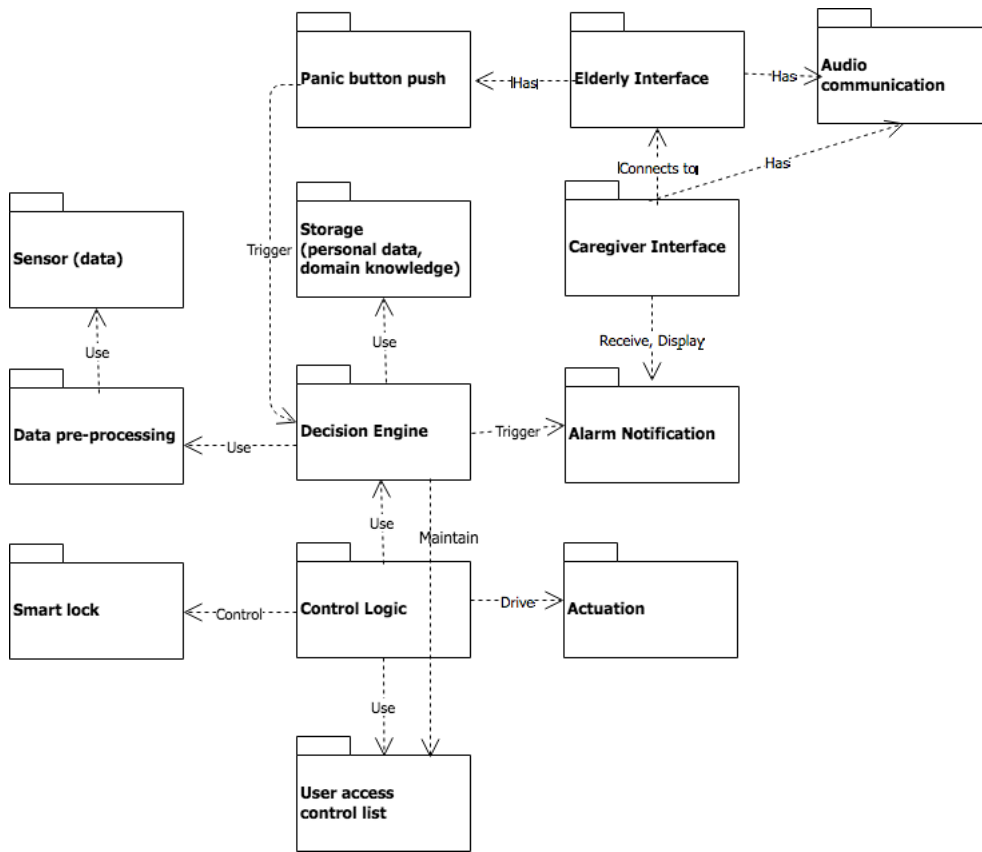 Panic button push
Has
Elderly Interface
Has
Audio
communication
Connects to
Has
Sensor (data)
Trigger
Storage
(personal data,
domain knowledge)
Caregiver Interface
Use
Use
Receive, Display
Data pre-processing
Use
Decision Engine
Trigger
Alarm Notification
Use
Maintain
Smart lock
Control
Control Logic
Drive
Actuation
Use
User access
control list